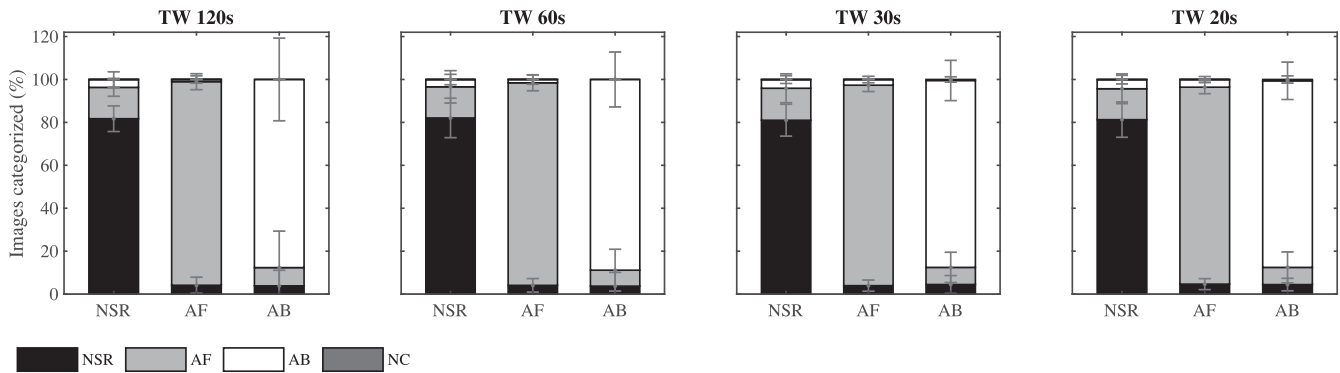 TW 120s TW 60s TW 30s TW 20s
Images categorized (%)
120
100
80
60
40
20
0
NSR AF AB NSR AF AB NSR AF AB NSR AF AB
NSR AF AB NC